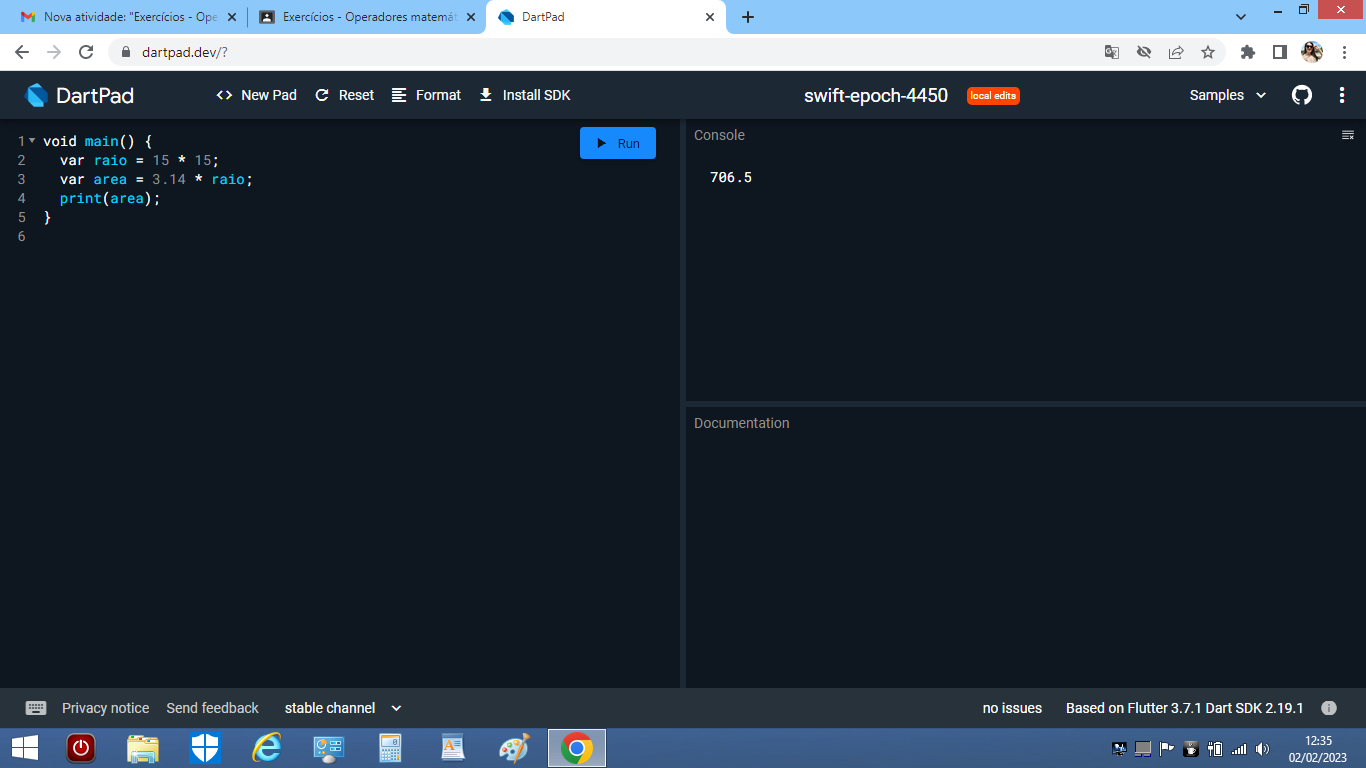 Nova atividade: "Exercícios - Ope
Exercícios - Operadores matemát
DartPad
dartpad.dev/?
DartPad
New Pad
Reset
Format
Install SDK
swift-epoch-4450
local edits
Samples
1 void main() {
2 var raio = 15 * 15;
3 var area = 3.14 * raio;
4 print(area);
5 }
6
Run
Console
706.5
Documentation
Privacy notice
Send feedback
stable channel
no issues
Based on Flutter 3.7.1 Dart SDK 2.19.1
12:35
02/02/2023